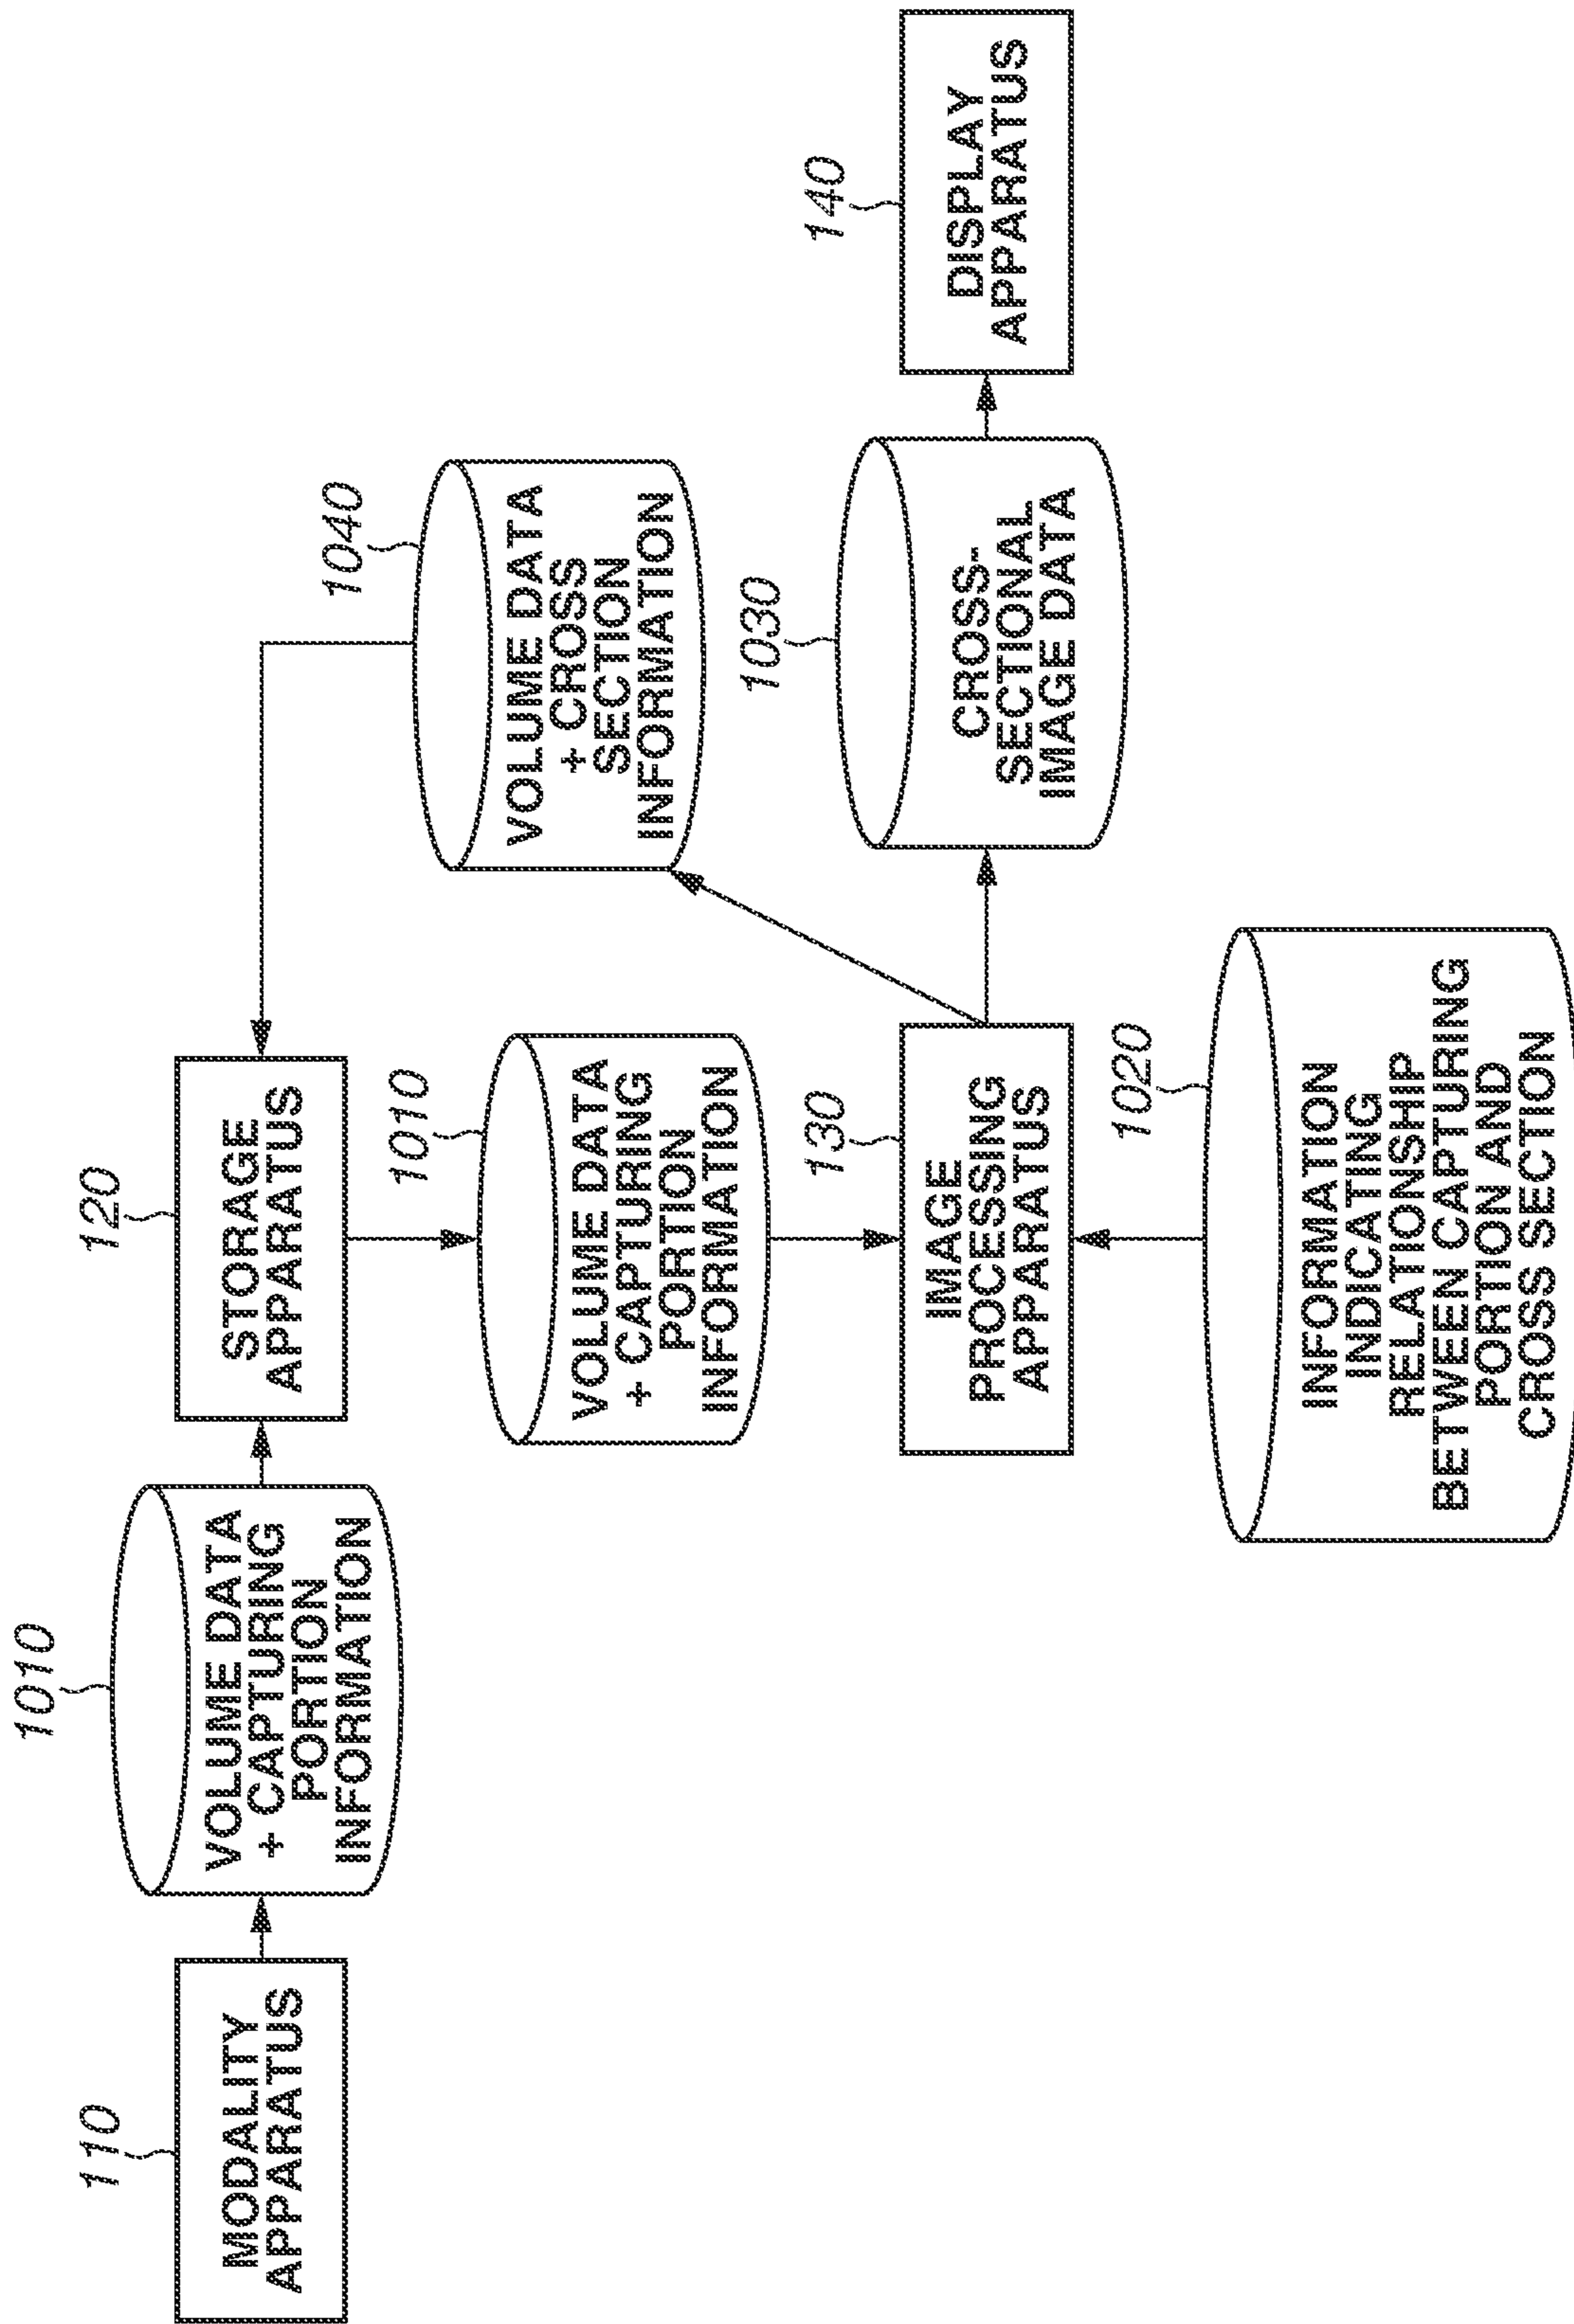 110
MODALITY
APPARATUS
1010
VOLUME DATA
+ CAPTURING
PORTION
INFORMATION
120
STORAGE
APPARATUS
1010
VOLUME DATA
+ CAPTURING
PORTION
INFORMATION
130
IMAGE
PROCESSING
APPARATUS
1020
INFORMATION
INDICATING
RELATIONSHIP
BETWEEN CAPTURING
PORTION AND
CROSS SECTION
1040
VOLUME DATA
+ CROSS
SECTION
INFORMATION
1030
CROSS-
SECTIONAL
IMAGE DATA
140
DISPLAY
APPARATUS